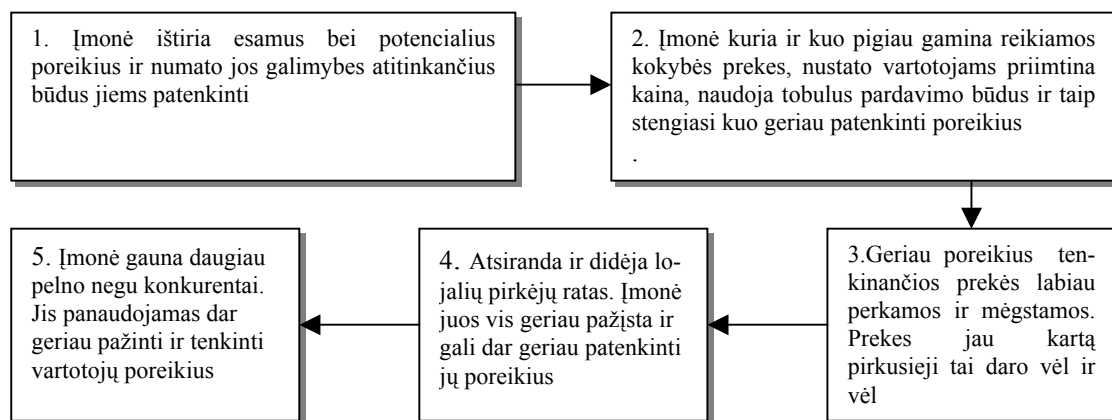 1. Įmonė ištiria esamus bei potencialius
poreikius ir numato jos galimybes atitinkančius
būdus jiems patenkinti
2. Įmonė kuria ir kuo pigiau gamina reikiamos
kokybės prekes, nustato vartotojams priimtina
kaina, naudoja tobulus pardavimo būdus ir taip
stengiasi kuo geriau patenkinti poreikius
.
3.Geriau poreikius ten-
kinančios prekės labiau
perkamos ir mėgstamos.
Prekes jau kartą
pirkusieji tai daro vėl ir
vėl
4. Atsiranda ir didėja lo-
jalių pirkėjų ratas. Įmonė
juos vis geriau pažįsta ir
gali dar geriau patenkinti
jų poreikius
5. Įmonė gauna daugiau
pelno negu konkurentai.
Jis panaudojamas dar
geriau pažinti ir tenkinti
vartotojų poreikius